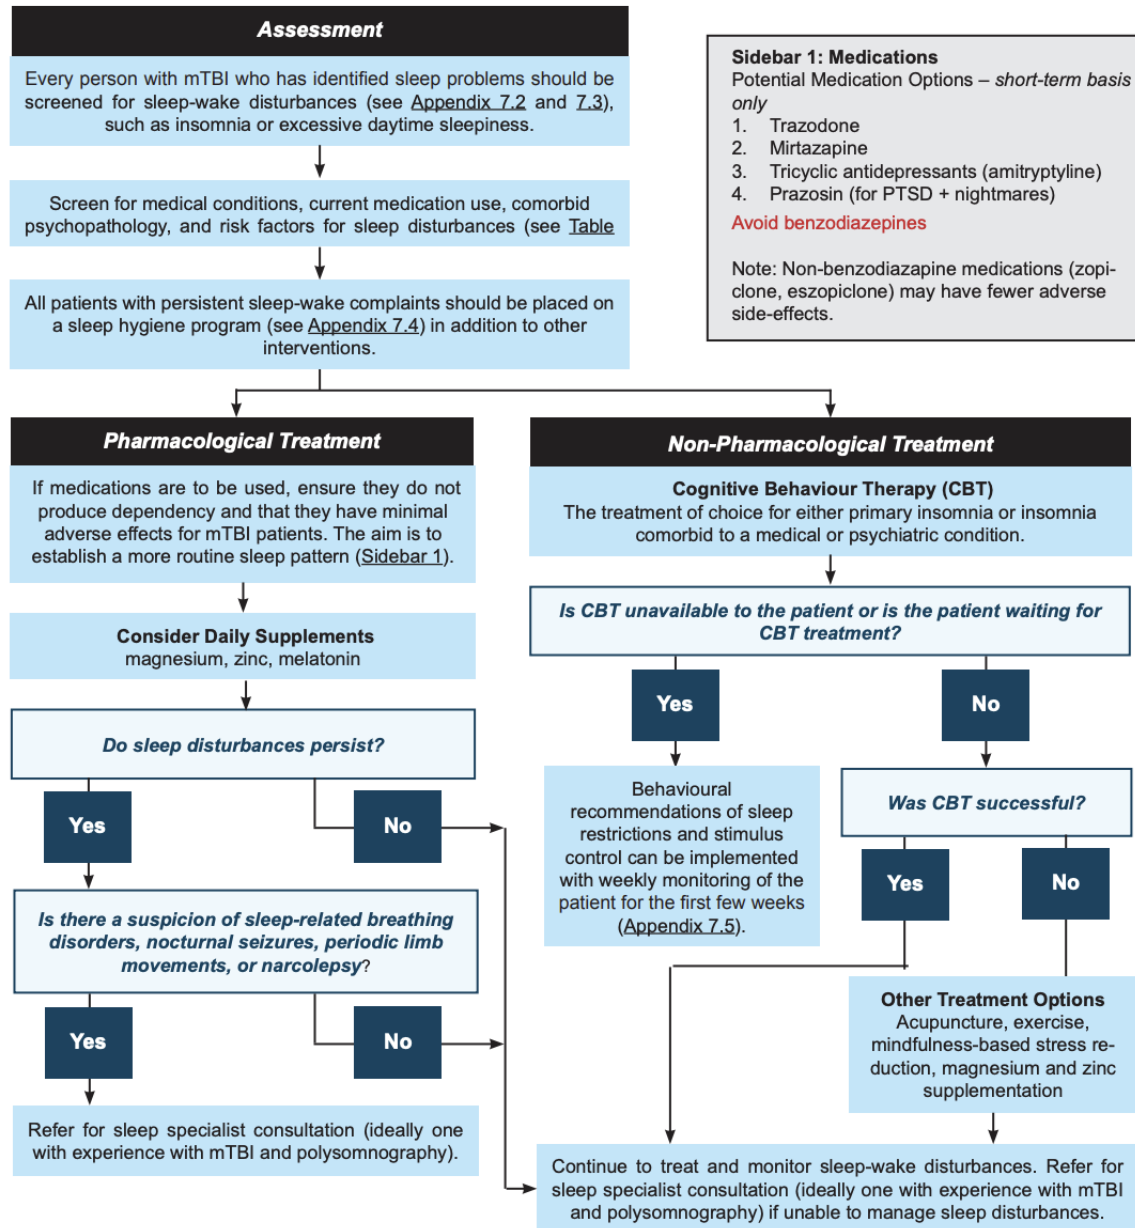 Assessment
Every person with mTBI who has identified sleep problems should be
screened for sleep-wake disturbances (see Appendix 7.2 and 7.3),
such as insomnia or excessive daytime sleepiness.
Screen for medical conditions, current medication use, comorbid
psychopathology, and risk factors for sleep disturbances (see Table
All patients with persistent sleep-wake complaints should be placed on
a sleep hygiene program (see Appendix 7.4) in addition to other
interventions.
Sidebar 1: Medications
Potential Medication Options – short-term basis
only
1. Trazodone
2. Mirtazapine
3. Tricyclic antidepressants (amitryptyline)
4. Prazosin (for PTSD + nightmares)
Avoid benzodiazepines
Note: Non-benzodiazapine medications (zopi-
clone, eszopiclone) may have fewer adverse
side-effects.
Pharmacological Treatment
If medications are to be used, ensure they do not
produce dependency and that they have minimal
adverse effects for mTBI patients. The aim is to
establish a more routine sleep pattern (Sidebar 1).
Consider Daily Supplements
magnesium, zinc, melatonin
Do sleep disturbances persist?
Yes
No
Is there a suspicion of sleep-related breathing
disorders, nocturnal seizures, periodic limb
movements, or narcolepsy?
Yes
No
Refer for sleep specialist consultation (ideally one
with experience with mTBI and polysomnography).
Non-Pharmacological Treatment
Cognitive Behaviour Therapy (CBT)
The treatment of choice for either primary insomnia or insomnia
comorbid to a medical or psychiatric condition.
Is CBT unavailable to the patient or is the patient waiting for
CBT treatment?
Yes
No
Behavioural
recommendations of sleep
restrictions and stimulus
control can be implemented
with weekly monitoring of the
patient for the first few weeks
(Appendix 7.5).
Was CBT successful?
Yes
No
Other Treatment Options
Acupuncture, exercise,
mindfulness-based stress re-
duction, magnesium and zinc
supplementation
Continue to treat and monitor sleep-wake disturbances. Refer for
sleep specialist consultation (ideally one with experience with mTBI
and polysomnography) if unable to manage sleep disturbances.